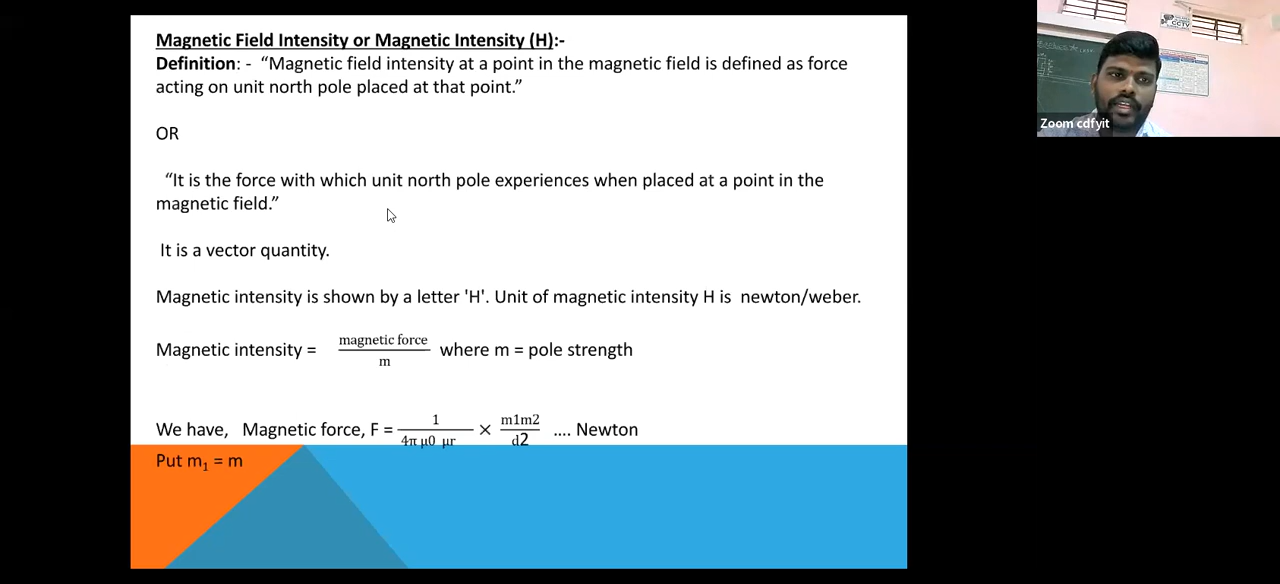 Magnetic Field Intensity or Magnetic Intensity (H):-
Definition: - “Magnetic field intensity at a point in the magnetic field is defined as force
acting on unit north pole placed at that point.”
OR
“It is the force with which unit north pole experiences when placed at a point in the
magnetic field.”
It is a vector quantity.
Magnetic intensity is shown by a letter 'H'. Unit of magnetic intensity H is newton/weber.
Magnetic intensity = magnetic force / m where m = pole strength
We have, Magnetic force, F = 1 / 4π μ0 μr × m1m2 / d2 .... Newton
Put m₁ = m
CCTV
Zoom cdfyit